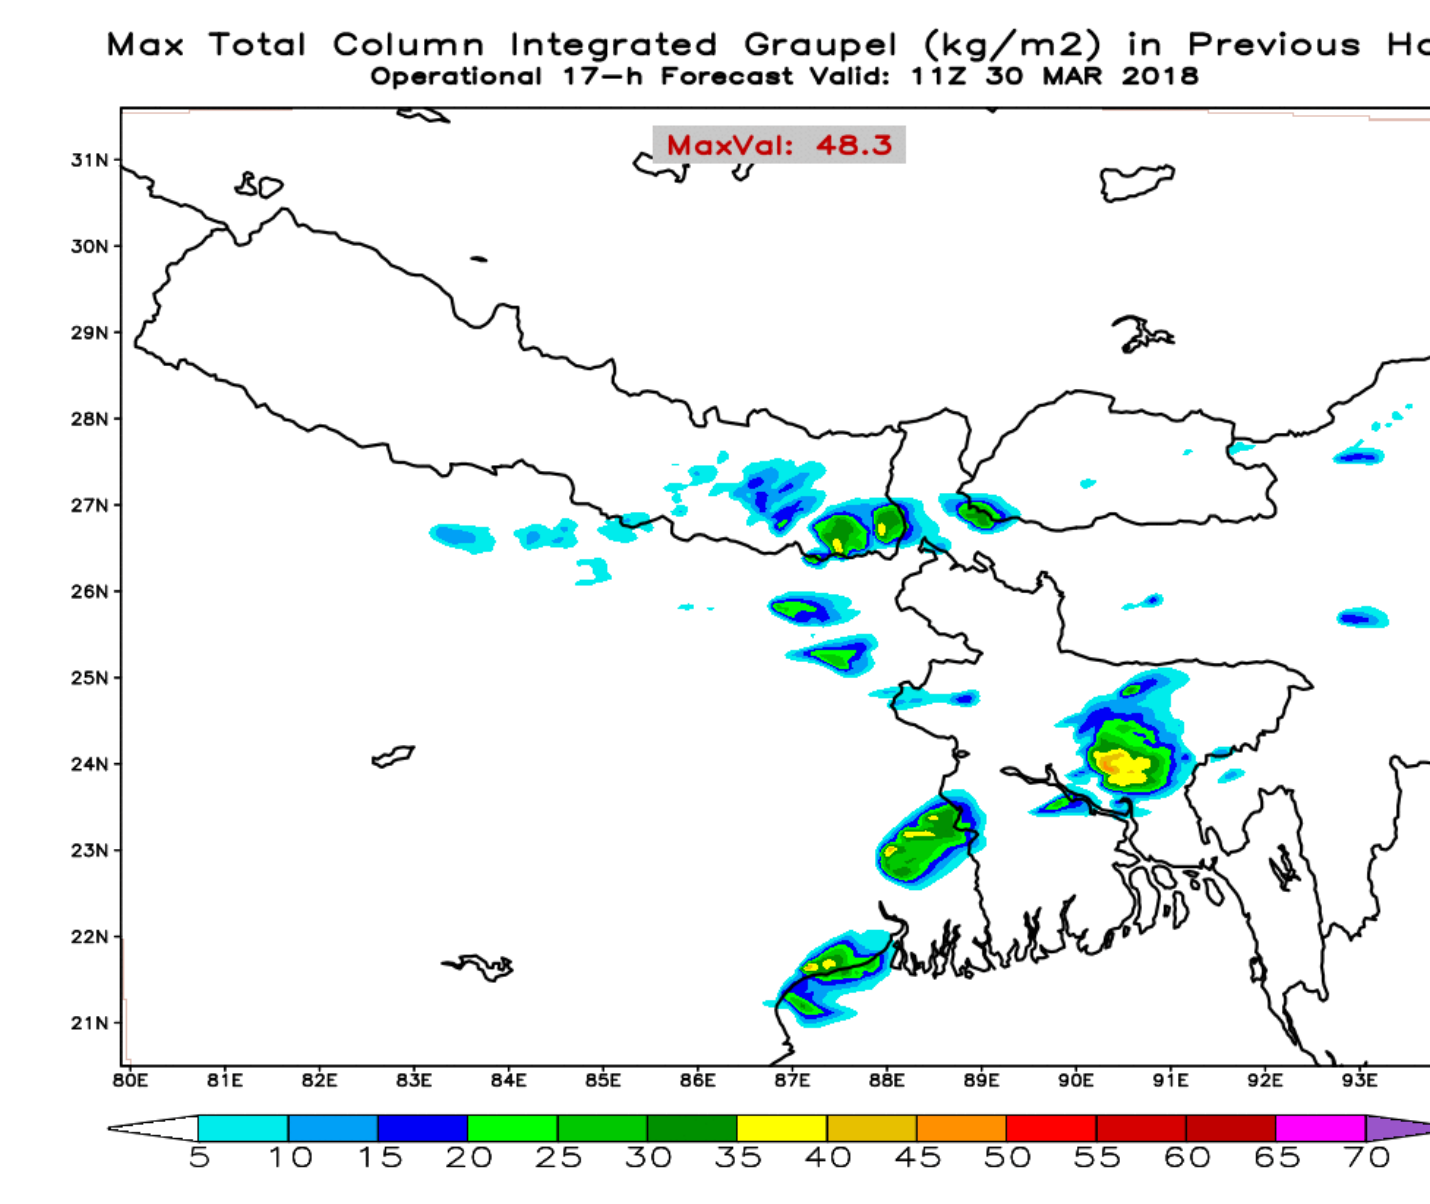 Max Total Column Integrated Graupel (kg/m2) in Previous Ho
Operational 17-h Forecast Valid: 11Z 30 MAR 2018
MaxVal: 48.3
31N
30N
29N
28N
27N
26N
25N
24N
23N
22N
21N
80E 81E 82E 83E 84E 85E 86E 87E 88E 89E 90E 91E 92E 93E
5 10 15 20 25 30 35 40 45 50 55 60 65 70